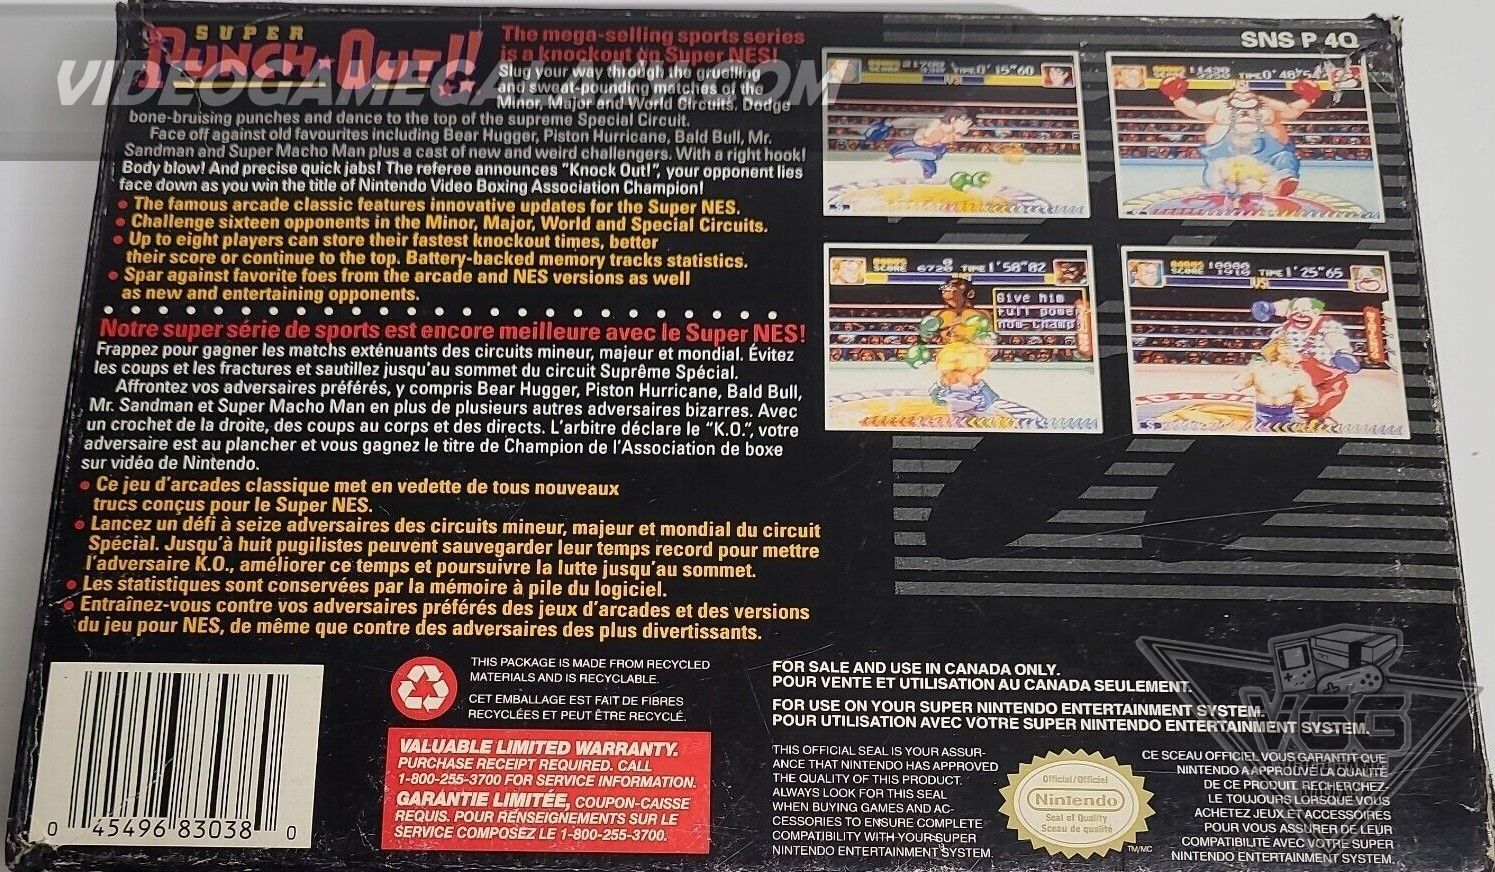 SUPER
PUNCH-OUT!!
The mega-selling sports series
is a knockout on Super NES!
Slug your way through the gruelling
and sweat-pounding matches of the
Minor, Major and World Circuits. Dodge
bone-bruising punches and dance to the top of the supreme Special Circuit.
Face off against old favourites including Bear Hugger, Piston Hurricane, Bald Bull, Mr.
Sandman and Super Macho Man plus a cast of new and weird challengers. With a right hook!
Body blow! And precise quick jabs! The referee announces "Knock Out!", your opponent lies
face down as you win the title of Nintendo Video Boxing Association Champion!
• The famous arcade classic features innovative updates for the Super NES.
• Challenge sixteen opponents in the Minor, Major, World and Special Circuits.
• Up to eight players can store their fastest knockout times, better
their score or continue to the top. Battery-backed memory tracks statistics.
• Spar against favorite foes from the arcade and NES versions as well
as new and entertaining opponents.
Notre super série de sports est encore meilleure avec le Super NES!
Frappez pour gagner les matchs exténuants des circuits mineur, majeur et mondial. Évitez
les coups et les fractures et sautillez jusqu'au sommet du circuit Suprême Spécial.
Affrontez vos adversaires préférés, y compris Bear Hugger, Piston Hurricane, Bald Bull,
Mr. Sandman et Super Macho Man en plus de plusieurs autres adversaires bizarres. Avec
un crochet de la droite, des coups au corps et des directs. L'arbitre déclare le "K.O.", votre
adversaire est au plancher et vous gagnez le titre de Champion de l'Association de boxe
sur vidéo de Nintendo.
• Ce jeu d'arcades classique met en vedette de tous nouveaux
trucs conçus pour le Super NES.
• Lancez un défi à seize adversaires des circuits mineur, majeur et mondial du circuit
Spécial. Jusqu'à huit pugilistes peuvent sauvegarder leur temps record pour mettre
l'adversaire K.O., améliorer ce temps et poursuivre la lutte jusqu'au sommet.
• Les statistiques sont conservées par la mémoire à pile du logiciel.
• Entraînez-vous contre vos adversaires préférés des jeux d'arcades et des versions
du jeu pour NES, de même que contre des adversaires des plus divertissants.
SNS P 4Q
SCORE TIME 0'15"60
VS
TIME 0'48"54
SCORE 6720 TIME 1'58"02
Give him
full power
now-champ!
SCORE 1910 TIME 1'25"65
VS
0 45496 83038 0
THIS PACKAGE IS MADE FROM RECYCLED
MATERIALS AND IS RECYCLABLE.
CET EMBALLAGE EST FAIT DE FIBRES
RECYCLÉES ET PEUT ÊTRE RECYCLÉ.
VALUABLE LIMITED WARRANTY.
PURCHASE RECEIPT REQUIRED. CALL
1-800-255-3700 FOR SERVICE INFORMATION.
GARANTIE LIMITÉE, COUPON-CAISSE
REQUIS. POUR RENSEIGNEMENTS SUR LE
SERVICE COMPOSEZ LE 1-800-255-3700.
FOR SALE AND USE IN CANADA ONLY.
POUR VENTE ET UTILISATION AU CANADA SEULEMENT.
FOR USE ON YOUR SUPER NINTENDO ENTERTAINMENT SYSTEM.
POUR UTILISATION AVEC VOTRE SUPER NINTENDO ENTERTAINMENT SYSTEM.
THIS OFFICIAL SEAL IS YOUR ASSUR-
ANCE THAT NINTENDO HAS APPROVED
THE QUALITY OF THIS PRODUCT.
ALWAYS LOOK FOR THIS SEAL
WHEN BUYING GAMES AND AC-
CESSORIES TO ENSURE COMPLETE
COMPATIBILITY WITH YOUR SUPER
NINTENDO ENTERTAINMENT SYSTEM.
Official/Officiel
Nintendo
Seal of Quality
Sceau de qualité
TM/MC
CE SCEAU OFFICIEL VOUS GARANTIT QUE
NINTENDO A APPROUVÉ LA QUALITÉ
DE CE PRODUIT. RECHERCHEZ-
LE TOUJOURS LORSQUE VOUS
ACHETEZ JEUX ET ACCESSOIRES
POUR VOUS ASSURER DE LEUR
COMPATIBILITÉ AVEC VOTRE SUPER
NINTENDO ENTERTAINMENT SYSTEM.
VGG